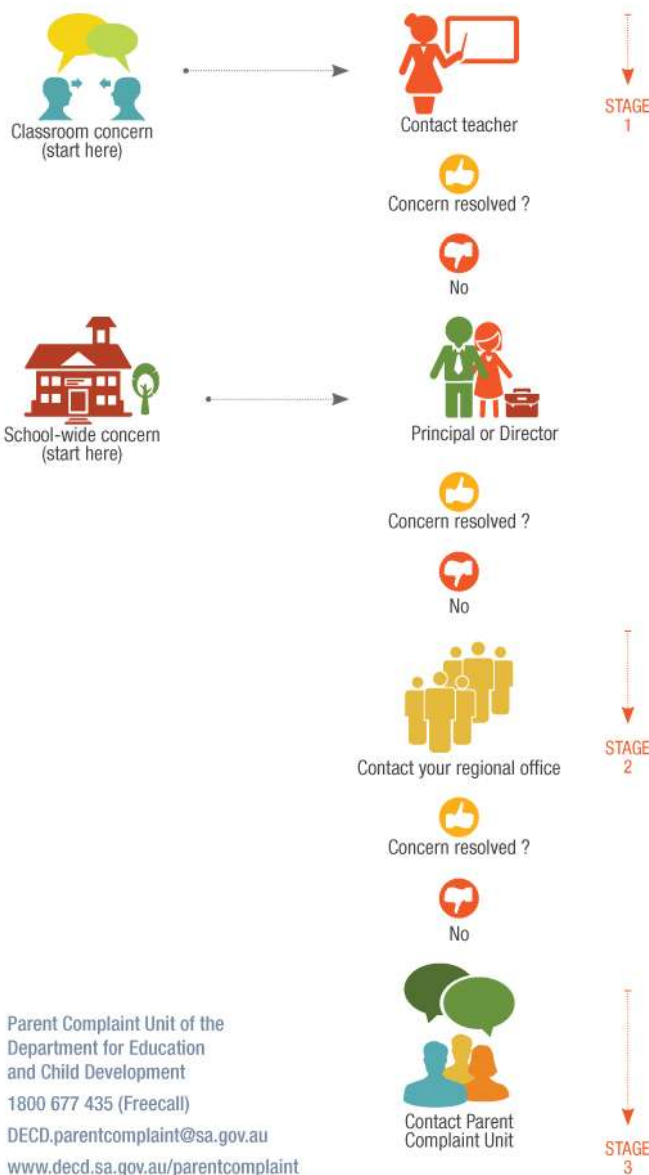 Classroom concern
(start here)
Contact teacher
STAGE
1
Concern resolved ?
No
School-wide concern
(start here)
Principal or Director
Concern resolved ?
No
Contact your regional office
STAGE
2
Concern resolved ?
No
Contact Parent
Complaint Unit
STAGE
3
Parent Complaint Unit of the
Department for Education
and Child Development
1800 677 435 (Freecall)
DECD.parentcomplaint@sa.gov.au
www.decd.sa.gov.au/parentcomplaint